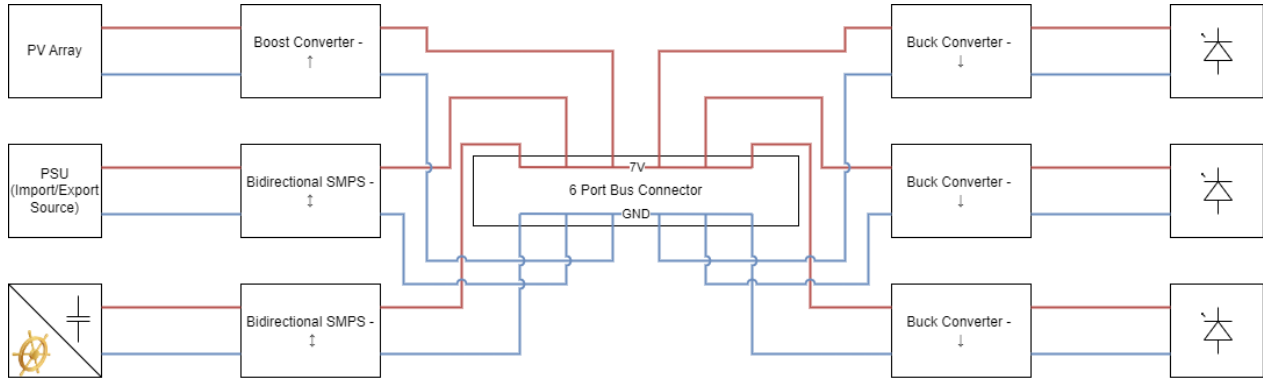 PV Array
Boost Converter -
↑
Buck Converter -
↓
PSU
(Import/Export
Source)
Bidirectional SMPS -
↕
7V
6 Port Bus Connector
GND
Buck Converter -
↓
Bidirectional SMPS -
↕
Buck Converter -
↓